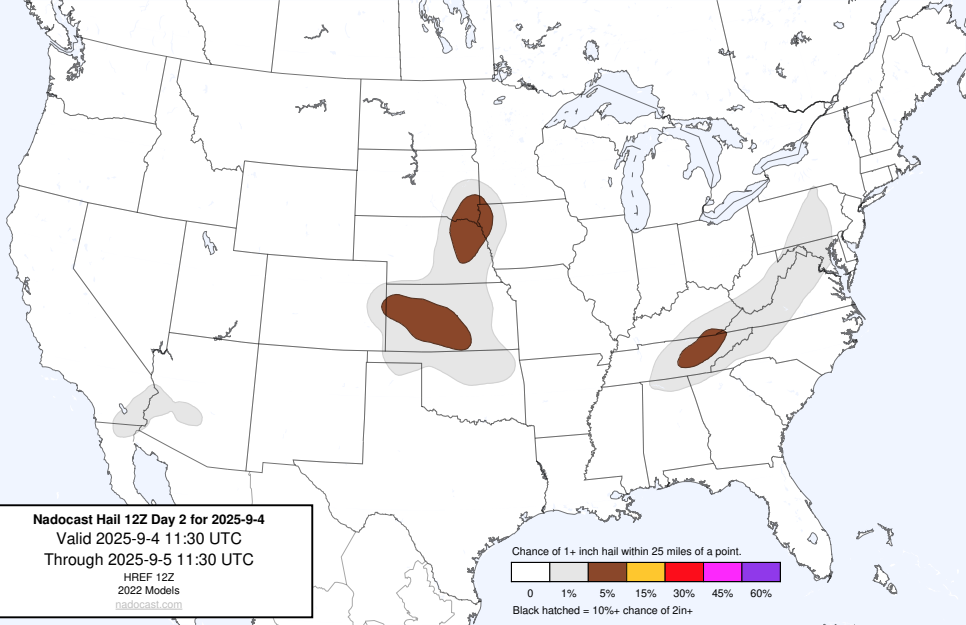 Nadocast Hail 12Z Day 2 for 2025-9-4
Valid 2025-9-4 11:30 UTC
Through 2025-9-5 11:30 UTC
HREF 12Z
2022 Models
nadocast.com
Chance of 1+ inch hail within 25 miles of a point.
0 1% 5% 15% 30% 45% 60%
Black hatched = 10%+ chance of 2in+